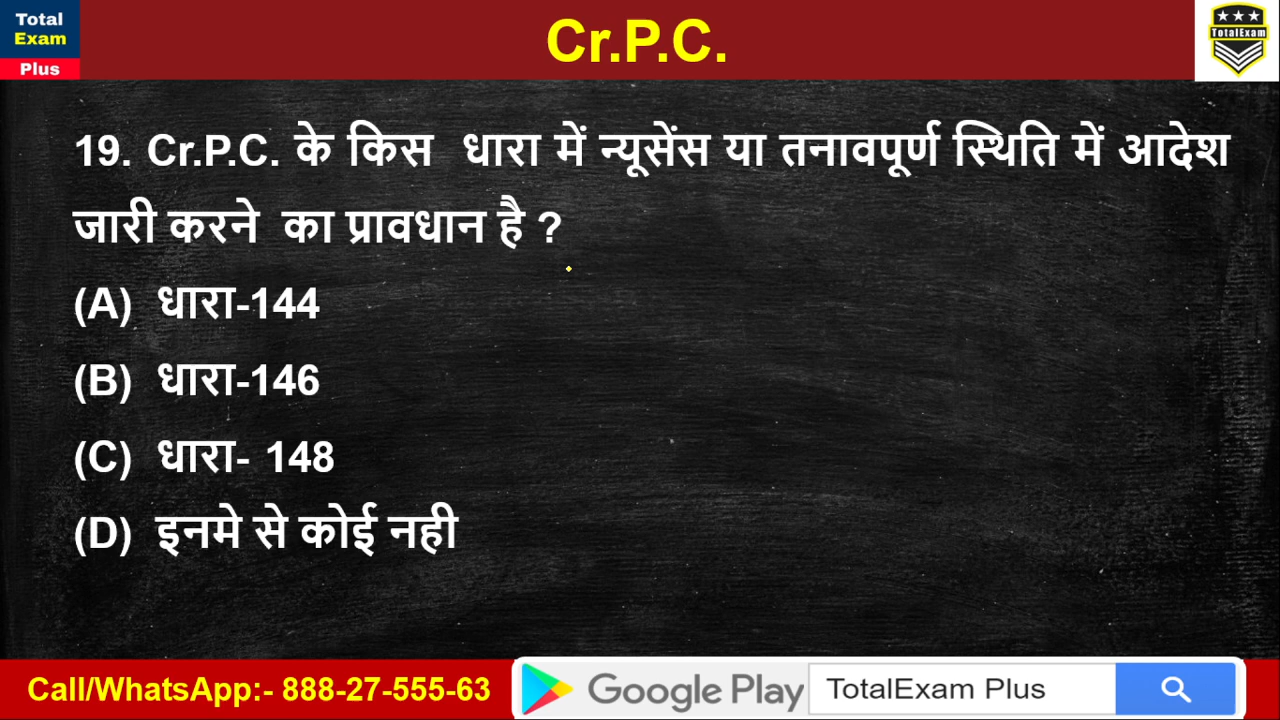 Total
Exam
Plus
Cr.P.C.
TotalExam
19. Cr.P.C. के किस धारा में न्यूसेंस या तनावपूर्ण स्थिति में आदेश
जारी करने का प्रावधान है ?
(A) धारा-144
(B) धारा-146
(C) धारा- 148
(D) इनमे से कोई नही
Call/WhatsApp:- 888-27-555-63
Google Play
TotalExam Plus